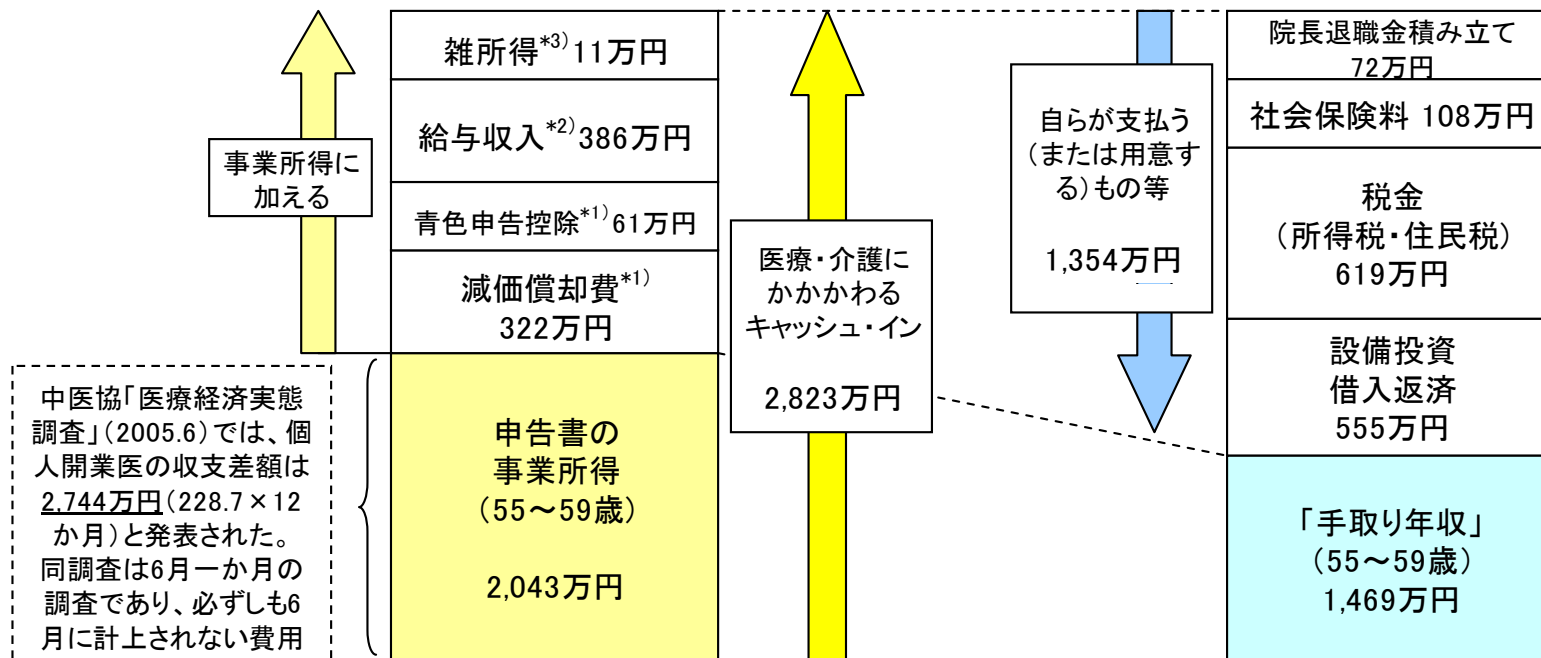 雑所得*3)11万円
給与収入*2)386万円
青色申告控除*1)61万円
減価償却費*1)
322万円
事業所得に
加える
申告書の
事業所得
(55~59歳)
2,043万円
中医協「医療経済実態
調査」(2005.6)では、個
人開業医の収支差額は
2,744万円(228.7×12
か月)と発表された。
同調査は6月一か月の
調査であり、必ずしも6
月に計上されない費用
医療・介護に
かかかわる
キャッシュ・イン
2,823万円
自らが支払う
(または用意す
る)もの等
1,354万円
院長退職金積み立て
72万円
社会保険料 108万円
税金
(所得税・住民税)
619万円
設備投資
借入返済
555万円
「手取り年収」
(55~59歳)
1,469万円